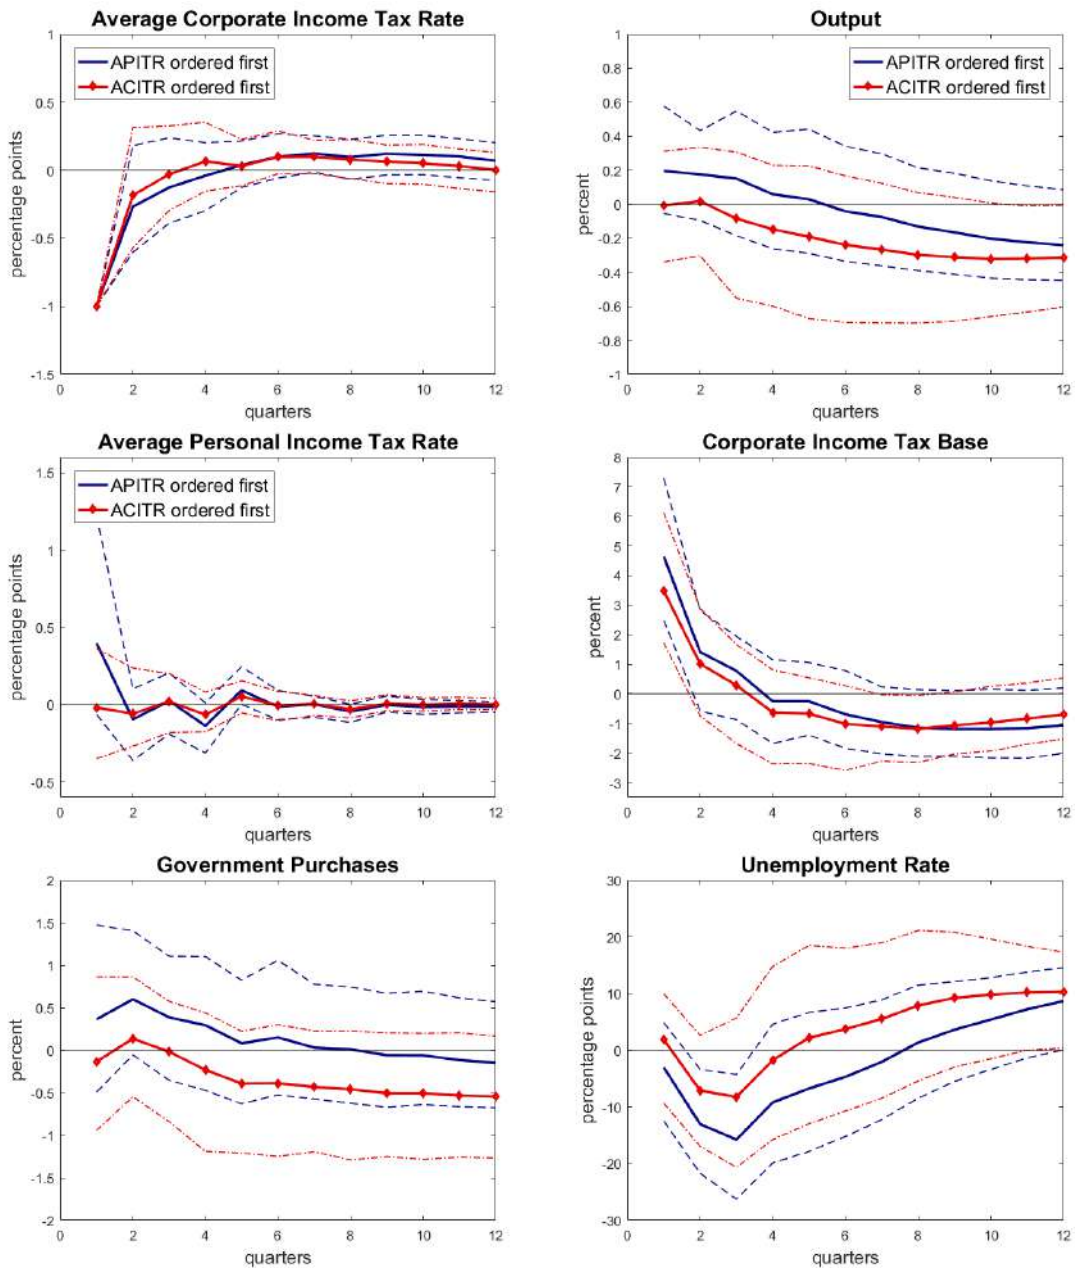 Average Corporate Income Tax Rate
APITR ordered first
ACITR ordered first
percentage points
1
0.5
0
-0.5
-1
-1.5
0 2 4 6 8 10 12
quarters
Output
APITR ordered first
ACITR ordered first
percent
1
0.8
0.6
0.4
0.2
0
-0.2
-0.4
-0.6
-0.8
-1
0 2 4 6 8 10 12
quarters
Average Personal Income Tax Rate
APITR ordered first
ACITR ordered first
percentage points
1.5
1
0.5
0
-0.5
0 2 4 6 8 10 12
quarters
Corporate Income Tax Base
percent
8
7
6
5
4
3
2
1
0
-1
-2
-3
0 2 4 6 8 10 12
quarters
Government Purchases
percent
2
1.5
1
0.5
0
-0.5
-1
-1.5
-2
0 2 4 6 8 10 12
quarters
Unemployment Rate
percentage points
30
20
10
0
-10
-20
-30
0 2 4 6 8 10 12
quarters